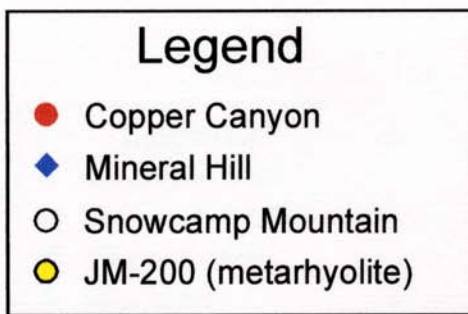 Legend
Copper Canyon
Mineral Hill
Snowcamp Mountain
JM-200 (metarhyolite)